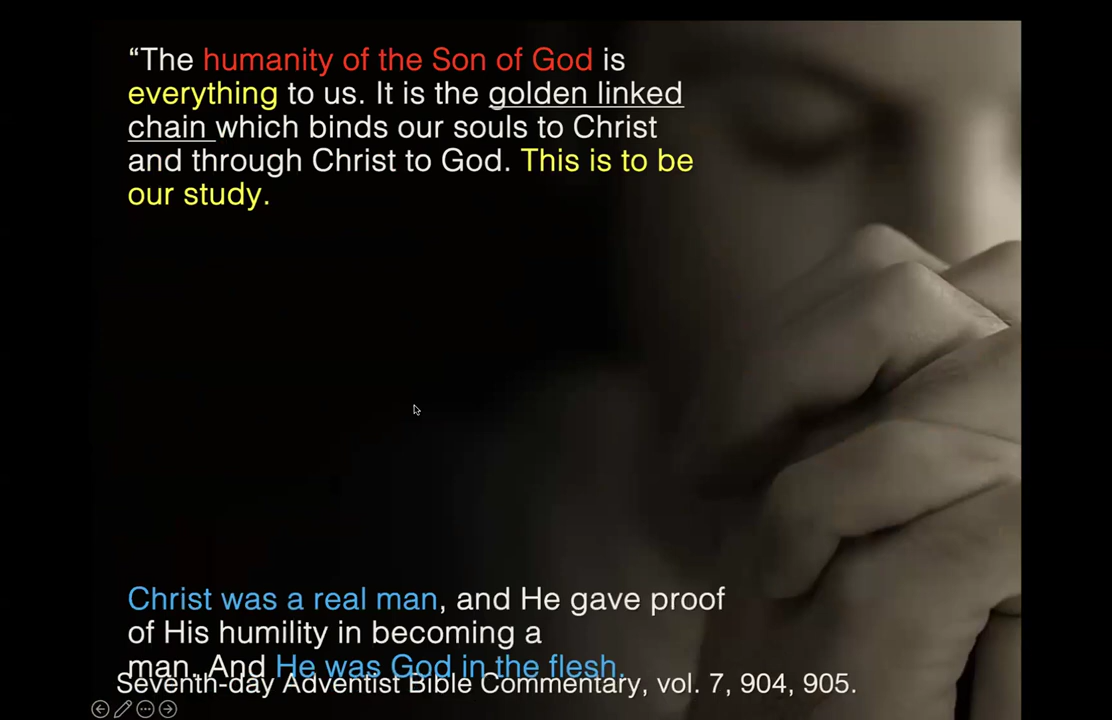 “The humanity of the Son of God is
everything to us. It is the golden linked
chain which binds our souls to Christ
and through Christ to God. This is to be
our study.
Christ was a real man, and He gave proof
of His humility in becoming a
man. And He was God in the flesh.
Seventh-day Adventist Bible Commentary, vol. 7, 904, 905.